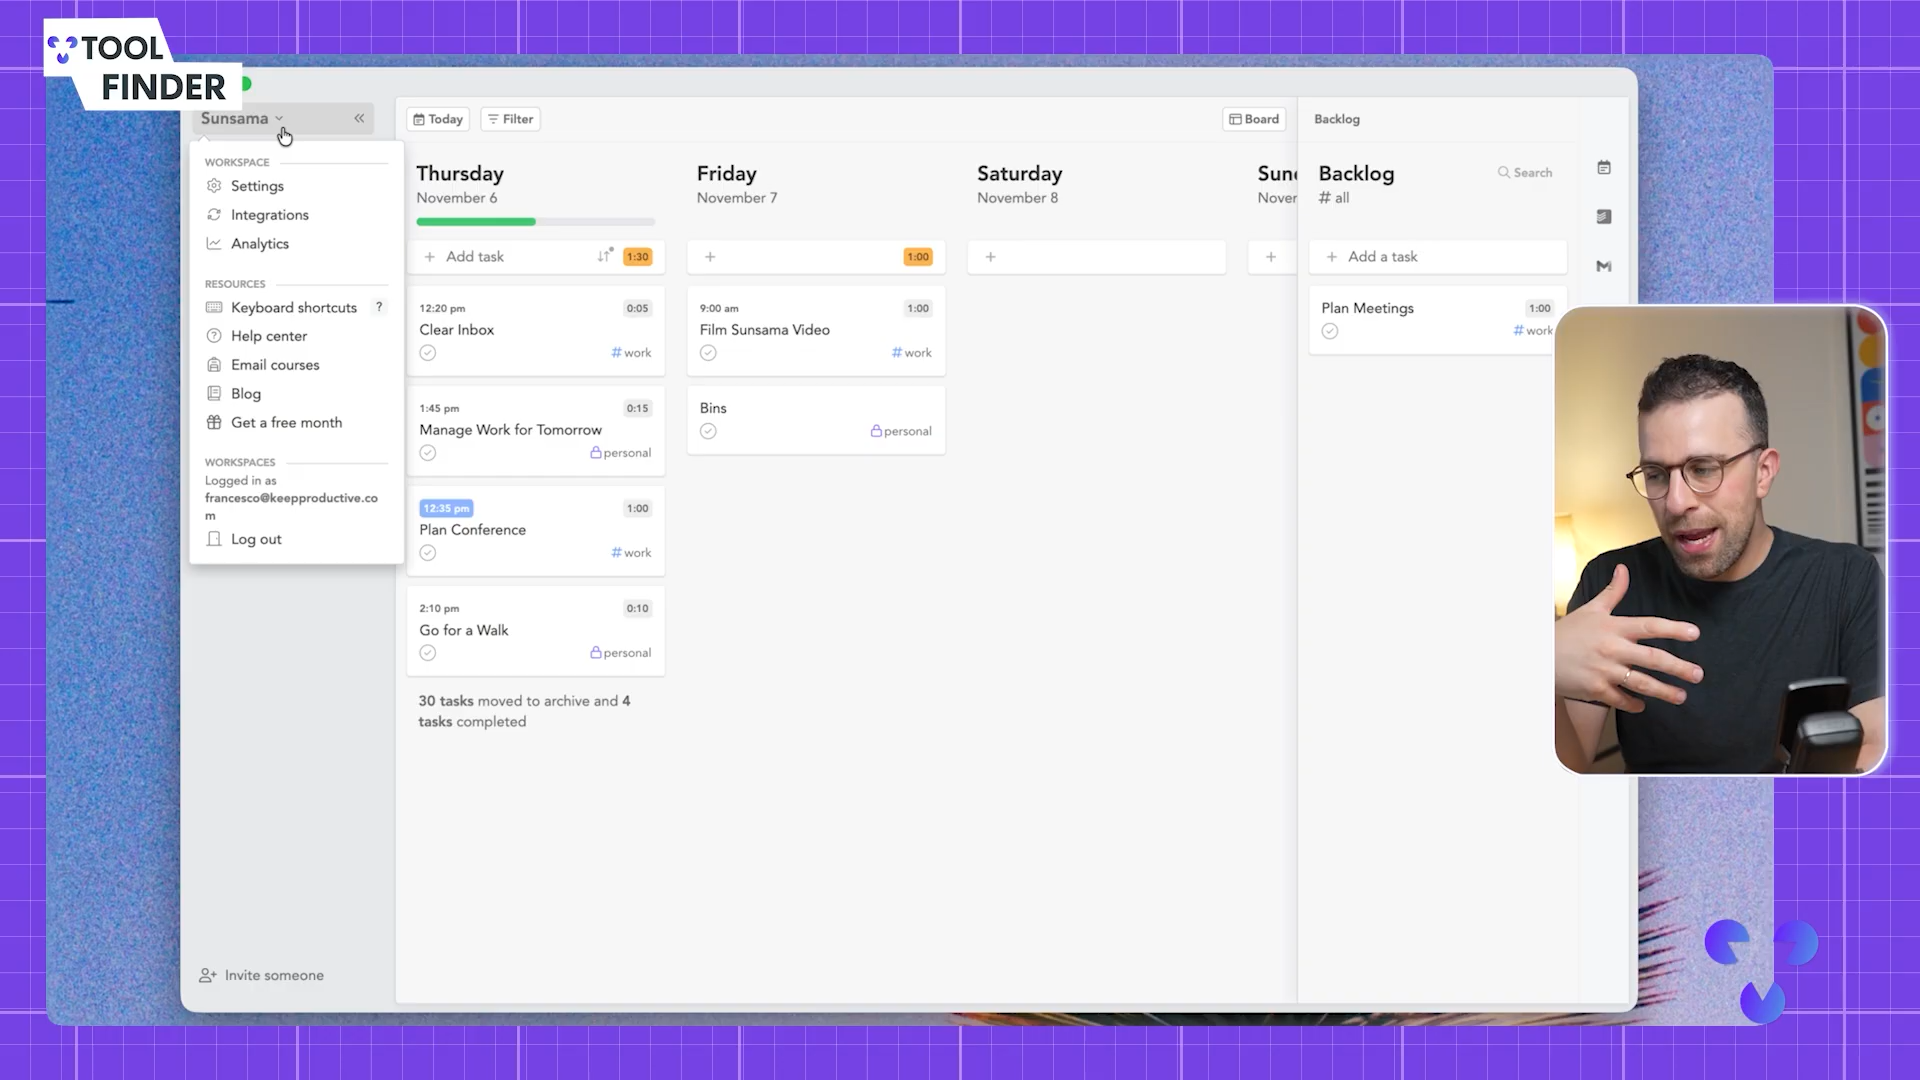 TOOL
FINDER
Sunsama
WORKSPACE
Settings
Integrations
Analytics
RESOURCES
Keyboard shortcuts ?
Help center
Email courses
Blog
Get a free month
WORKSPACES
Logged in as
francesco@keepproductive.co
m
Log out
Invite someone
Today
Filter
Board
Thursday
November 6
Add task
1:30
12:20 pm 0:05
Clear Inbox
# work
1:45 pm 0:15
Manage Work for Tomorrow
personal
12:35 pm 1:00
Plan Conference
# work
2:10 pm 0:10
Go for a Walk
personal
30 tasks moved to archive and 4
tasks completed
Friday
November 7
1:00
9:00 am 1:00
Film Sunsama Video
# work
Bins
personal
Saturday
November 8
Sun
Nover
Backlog
Backlog
Search
# all
Add a task
Plan Meetings 1:00
# work